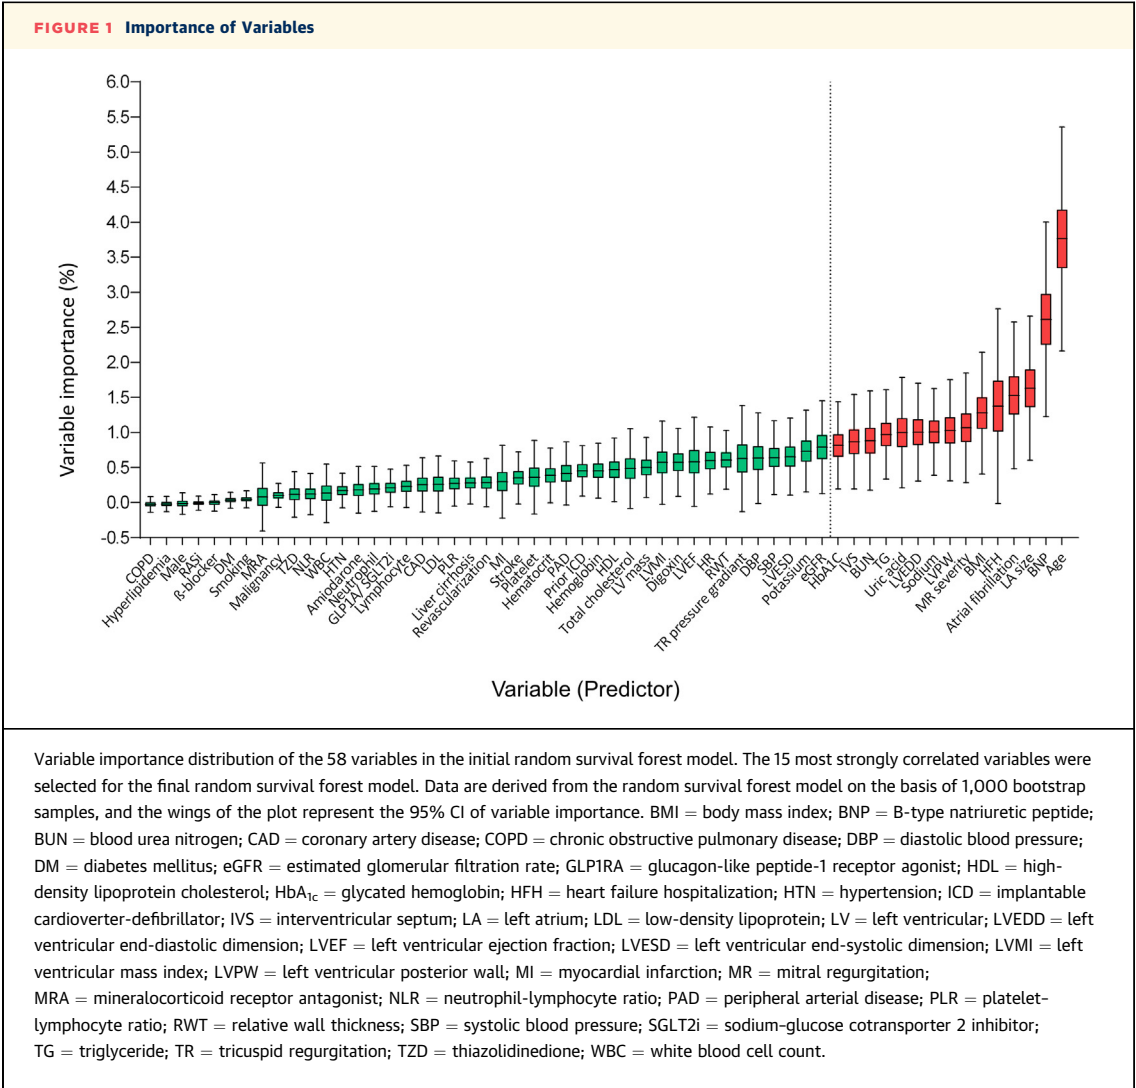 FIGURE 1 Importance of Variables
6.0
5.5
5.0
4.5
4.0
3.5
3.0
2.5
2.0
1.5
1.0
0.5
0.0
-0.5
Variable importance (%)
COPD
Hyperlipidemia
Male
RASi
ß-blocker
DM
Smoking
MRA
Malignancy
TZD
NLR
WBC
HTN
Amiodarone
Neutrophil
GLP1A/ SGLT2i
Lymphocyte
CAD
LDL
PLR
Liver cirrhosis
Revascularization
MI
Stroke
Platelet
Hematocrit
PAD
Prior ICD
Hemoglobin
HDL
Total cholesterol
LV mass
LVMI
Digoxin
LVEF
HR
RWT
TR pressure gradiant
DBP
SBP
LVESD
Potassium
eGFR
HbA1C
IVS
BUN
TG
Uric acid
LVEDD
Sodium
LVPW
MR severity
BMI
HFH
Atrial fibrillation
LA size
BNP
Age
Variable (Predictor)
Variable importance distribution of the 58 variables in the initial random survival forest model. The 15 most strongly correlated variables were
selected for the final random survival forest model. Data are derived from the random survival forest model on the basis of 1,000 bootstrap
samples, and the wings of the plot represent the 95% CI of variable importance. BMI = body mass index; BNP = B-type natriuretic peptide;
BUN = blood urea nitrogen; CAD = coronary artery disease; COPD = chronic obstructive pulmonary disease; DBP = diastolic blood pressure;
DM = diabetes mellitus; eGFR = estimated glomerular filtration rate; GLP1RA = glucagon-like peptide-1 receptor agonist; HDL = high-
density lipoprotein cholesterol; HbA1c = glycated hemoglobin; HFH = heart failure hospitalization; HTN = hypertension; ICD = implantable
cardioverter-defibrillator; IVS = interventricular septum; LA = left atrium; LDL = low-density lipoprotein; LV = left ventricular; LVEDD = left
ventricular end-diastolic dimension; LVEF = left ventricular ejection fraction; LVESD = left ventricular end-systolic dimension; LVMI = left
ventricular mass index; LVPW = left ventricular posterior wall; MI = myocardial infarction; MR = mitral regurgitation;
MRA = mineralocorticoid receptor antagonist; NLR = neutrophil-lymphocyte ratio; PAD = peripheral arterial disease; PLR = platelet-
lymphocyte ratio; RWT = relative wall thickness; SBP = systolic blood pressure; SGLT2i = sodium-glucose cotransporter 2 inhibitor;
TG = triglyceride; TR = tricuspid regurgitation; TZD = thiazolidinedione; WBC = white blood cell count.